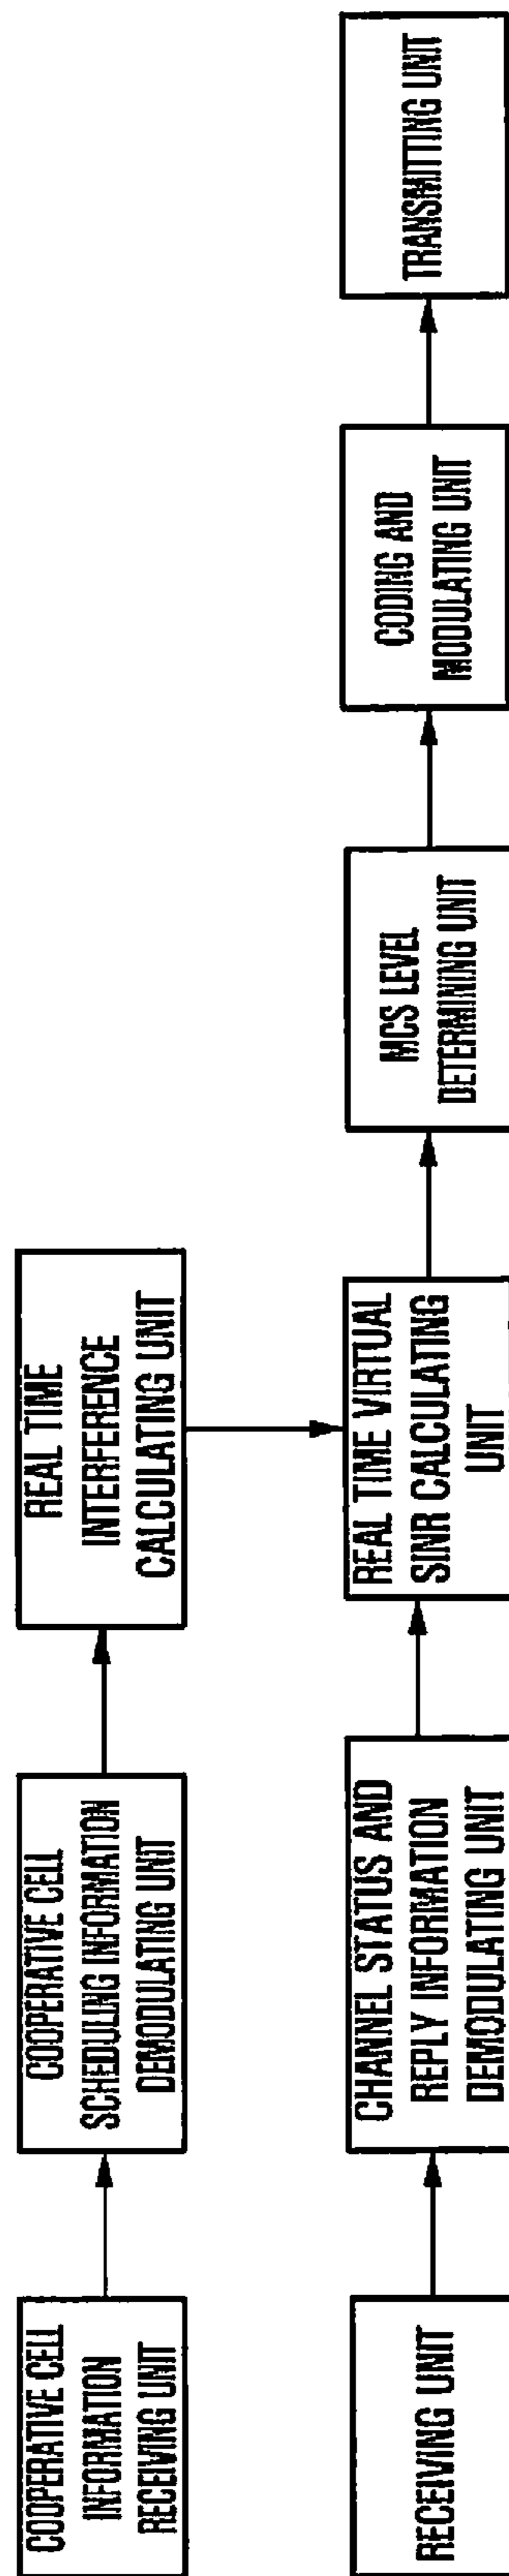 COOPERATIVE CELL
INFORMATION
RECEIVING UNIT
COOPERATIVE CELL
SCHEDULING INFORMATION
DEMODULATING UNIT
REAL TIME
INTERFERENCE
CALCULATING UNIT
RECEIVING UNIT
CHANNEL STATUS AND
REPLY INFORMATION
DEMODULATING UNIT
REAL TIME VIRTUAL
SINR CALCULATING
UNIT
MCS LEVEL
DETERMINING UNIT
CODING AND
MODULATING UNIT
TRANSMITTING UNIT